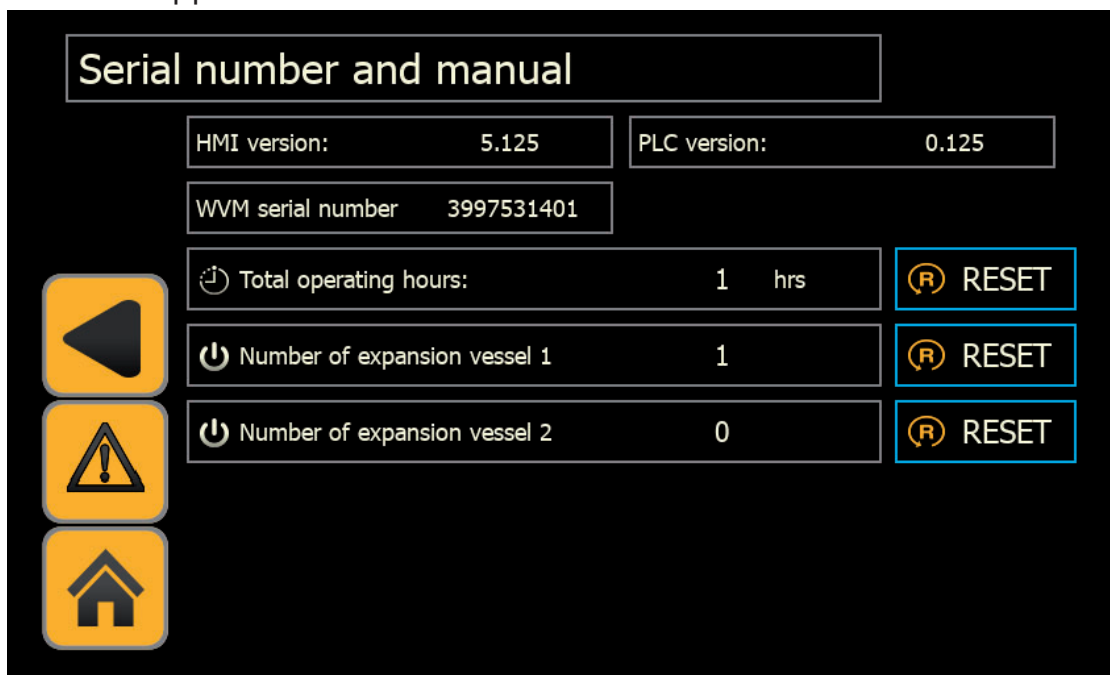 Serial number and manual
HMI version: 5.125 PLC version: 0.125
WVM serial number 3997531401
Total operating hours: 1 hrs R RESET
Number of expansion vessel 1 1 R RESET
Number of expansion vessel 2 0 R RESET